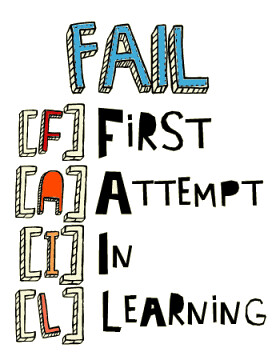 FAIL
[F] FiRST
[A] ATTEMPT
[I] IN
[L] LEARNING